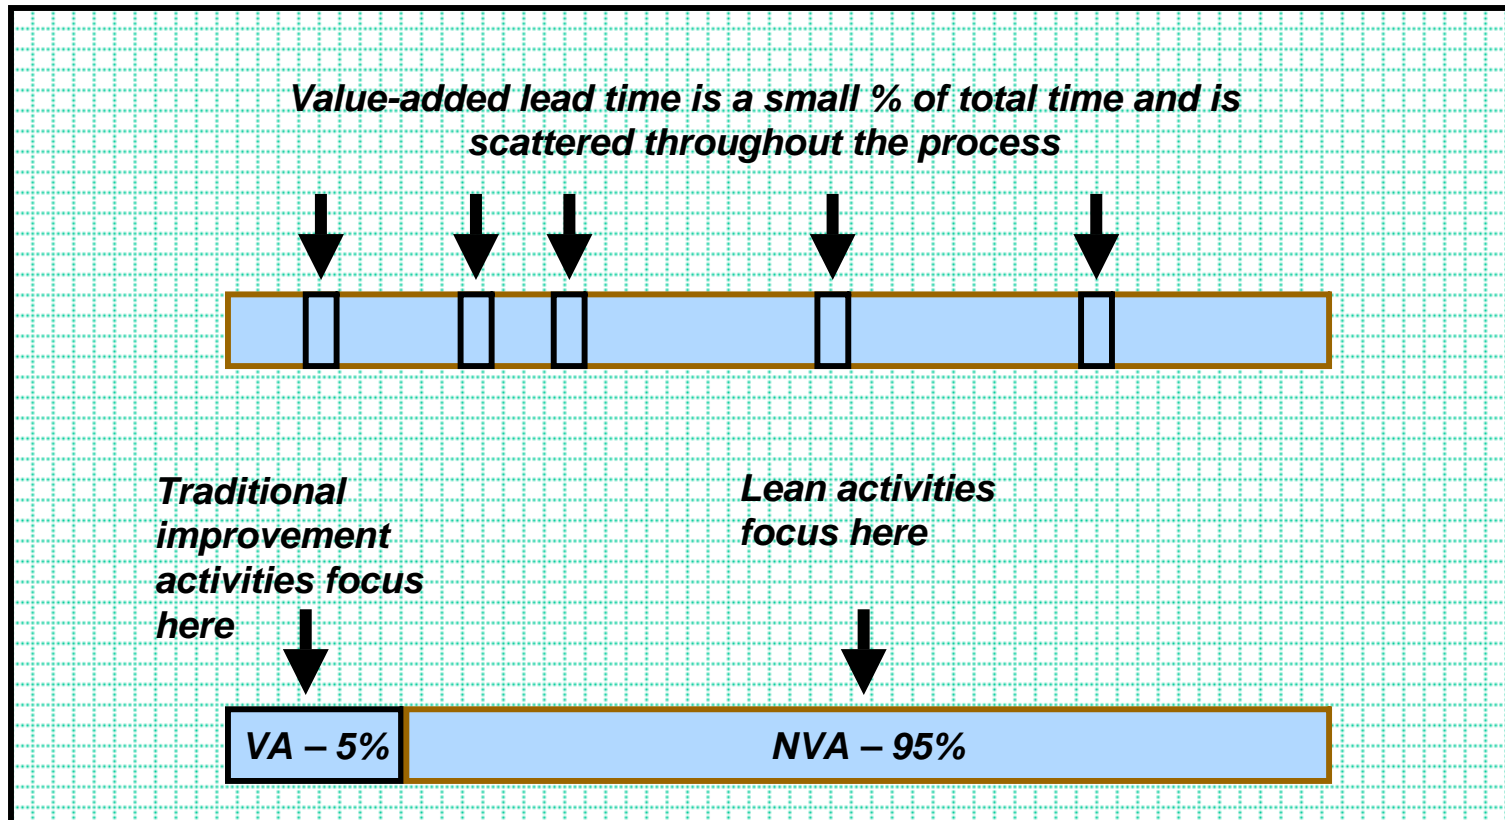 Value-added lead time is a small % of total time and is
scattered throughout the process
Traditional
improvement
activities focus
here
Lean activities
focus here
VA – 5%
NVA – 95%